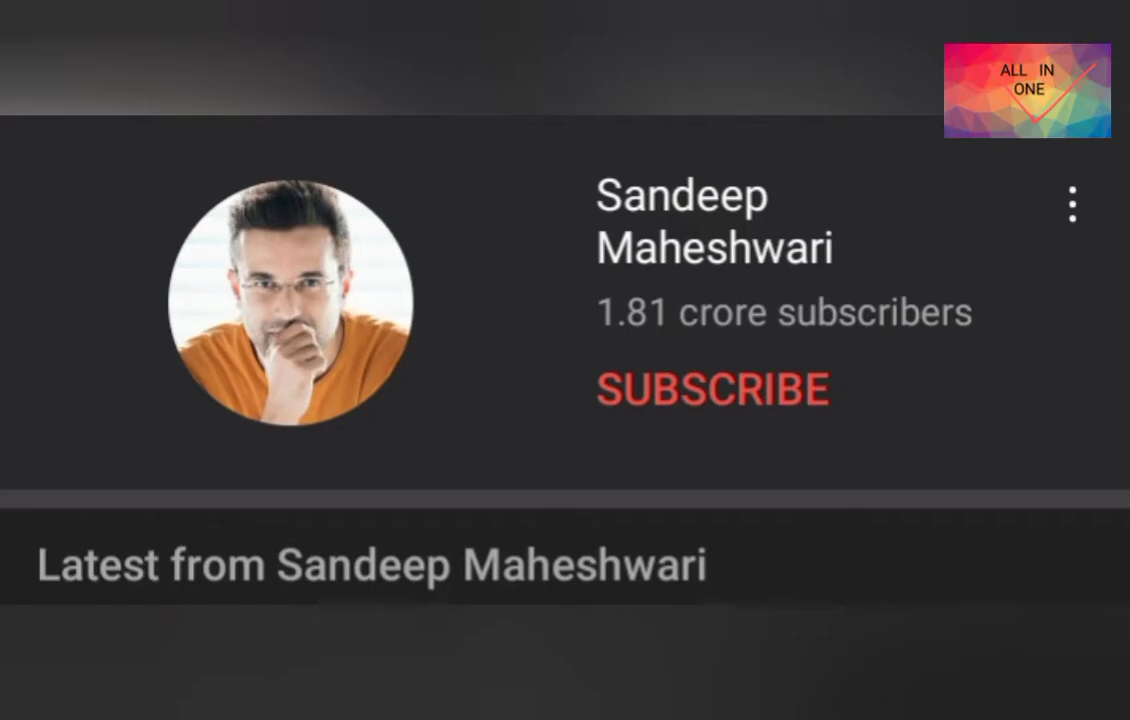 ALL IN
ONE
Sandeep
Maheshwari
1.81 crore subscribers
SUBSCRIBE
Latest from Sandeep Maheshwari